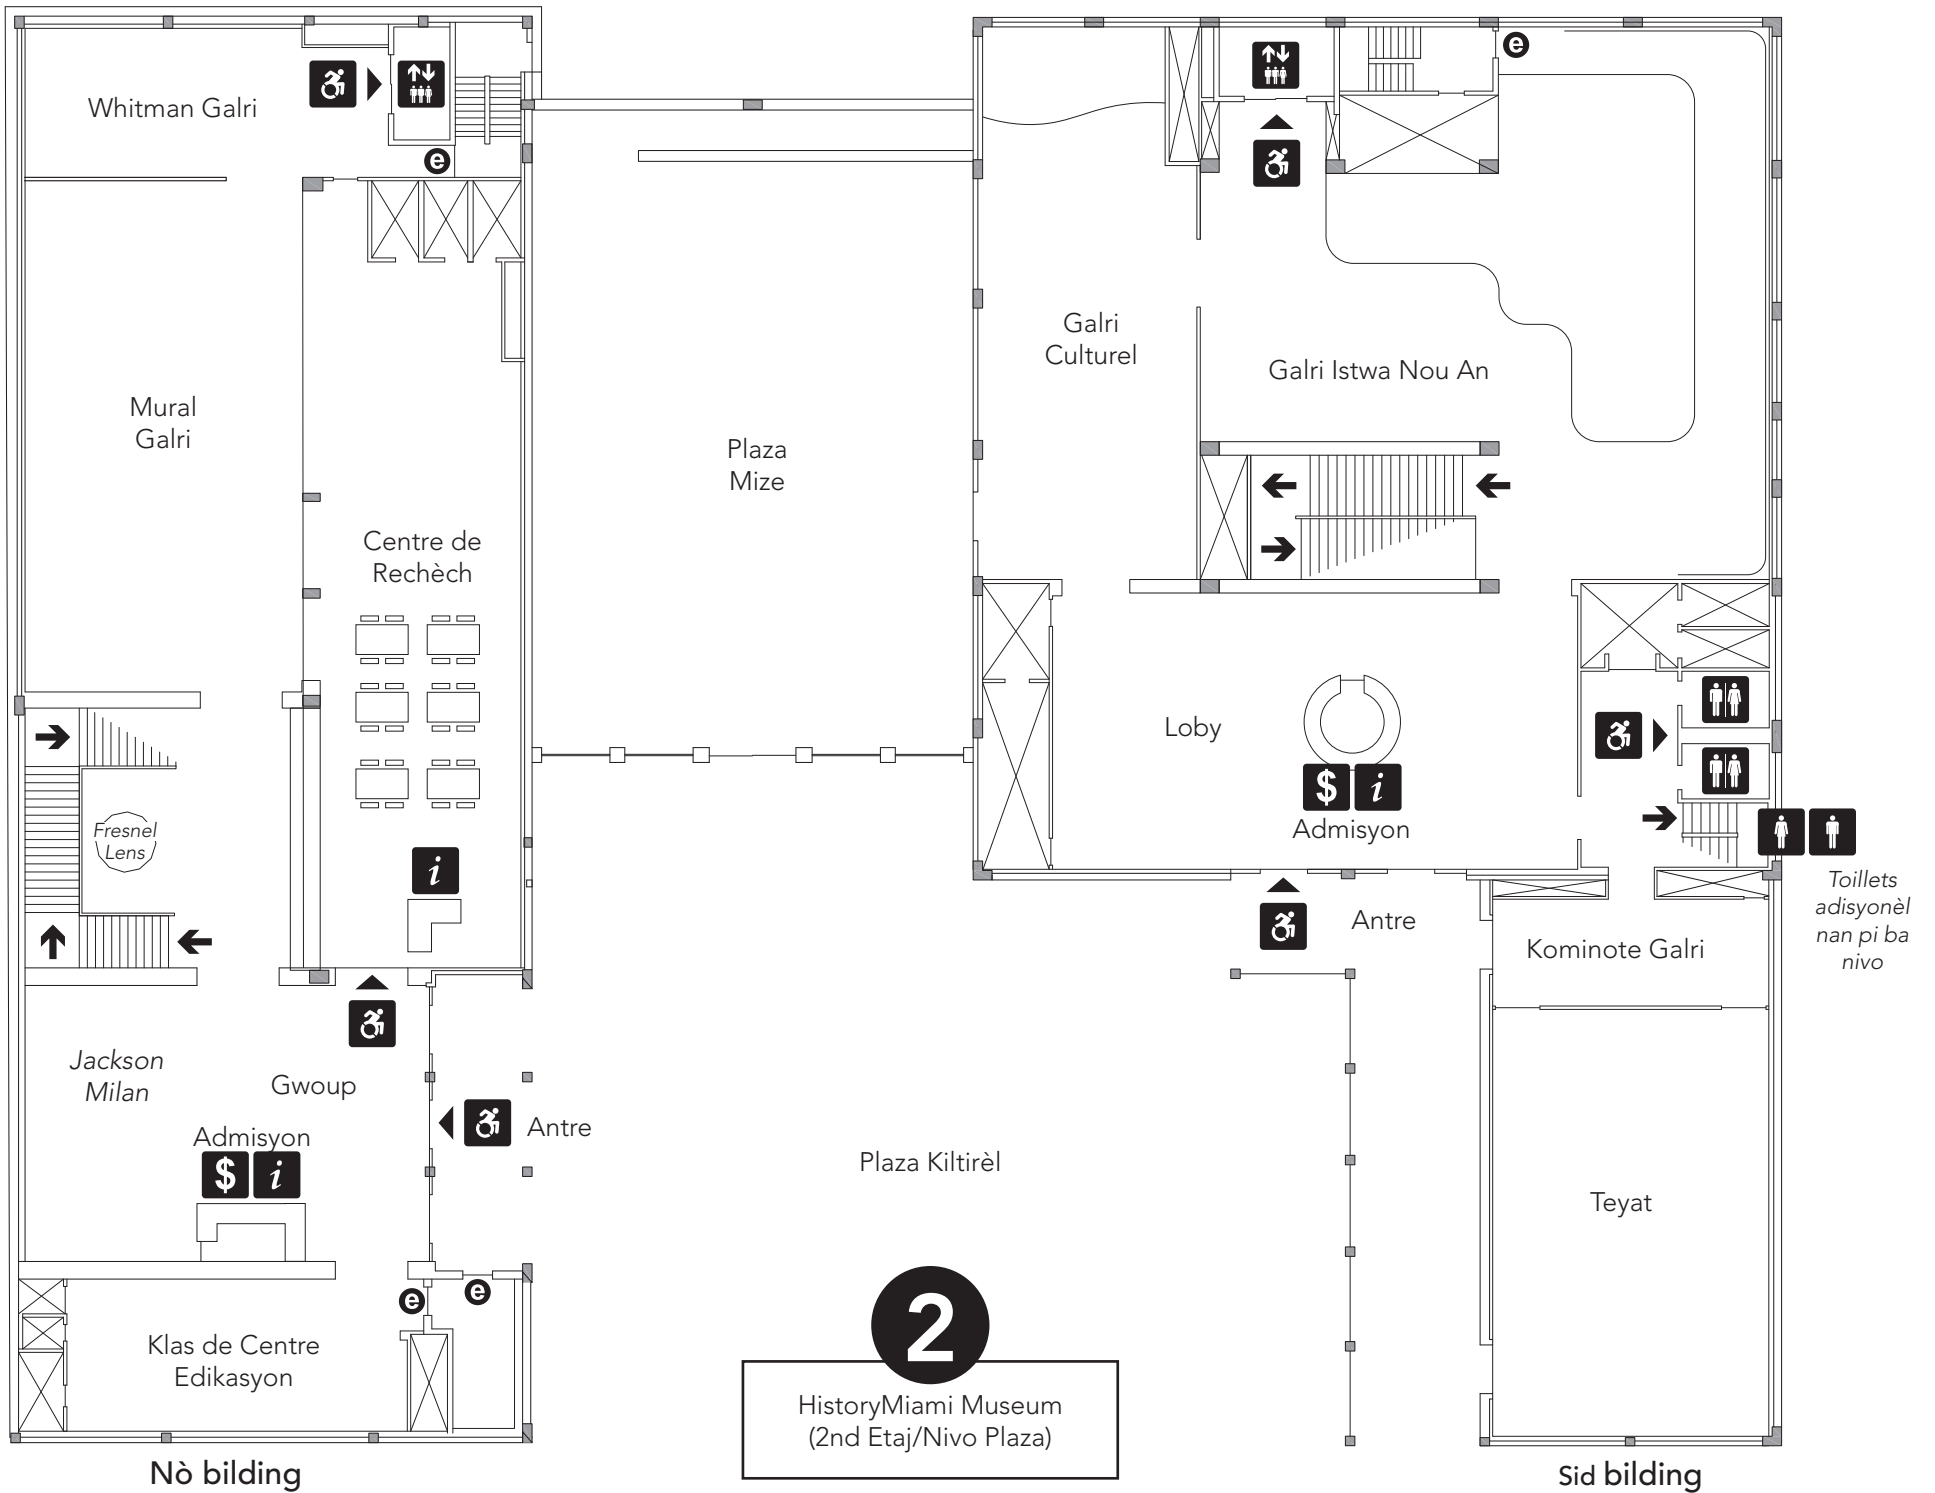 e
Whitman Galri
e
Mural
Galri
Centre de
Rechèch
Plaza
Mize
Galri
Culturel
Galri Istwa Nou An
Loby
$ i
Admisyon
Fresnel
Lens
i
Toillets
adisyonèl
nan pi ba
nivo
Antre
Kominote Galri
Jackson
Milan
Gwoup
Admisyon
$ i
Antre
Plaza Kiltirèl
Teyat
e
e
Klas de Centre
Edikasyon
2
HistoryMiami Museum
(2nd Etaj/Nivo Plaza)
Nò bilding
Sid bilding